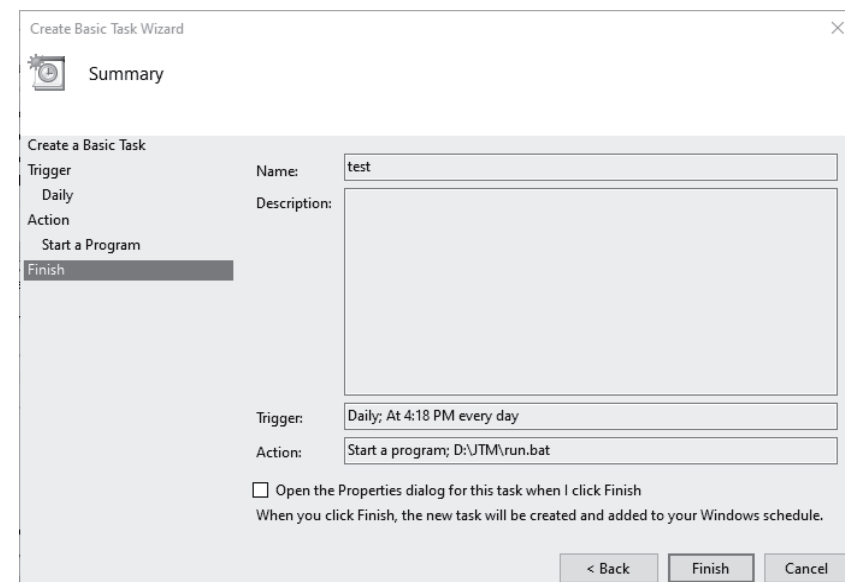 Create Basic Task Wizard
Summary
Create a Basic Task
Trigger
Daily
Action
Start a Program
Finish
Name: test
Description:
Trigger: Daily; At 4:18 PM every day
Action: Start a program; D:\JTM\run.bat
Open the Properties dialog for this task when I click Finish
When you click Finish, the new task will be created and added to your Windows schedule.
< Back Finish Cancel